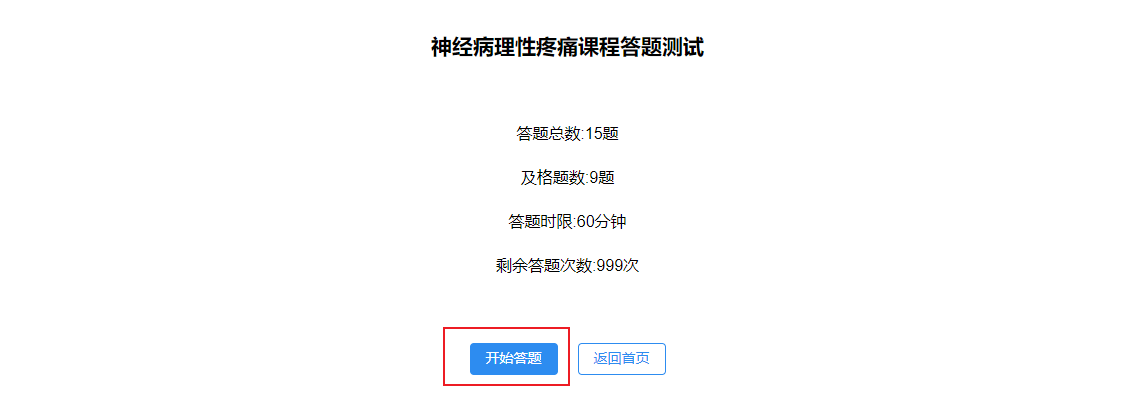 神经病理性疼痛课程答题测试
答题总数:15题
及格题数:9题
答题时限:60分钟
剩余答题次数:999次
开始答题 返回首页